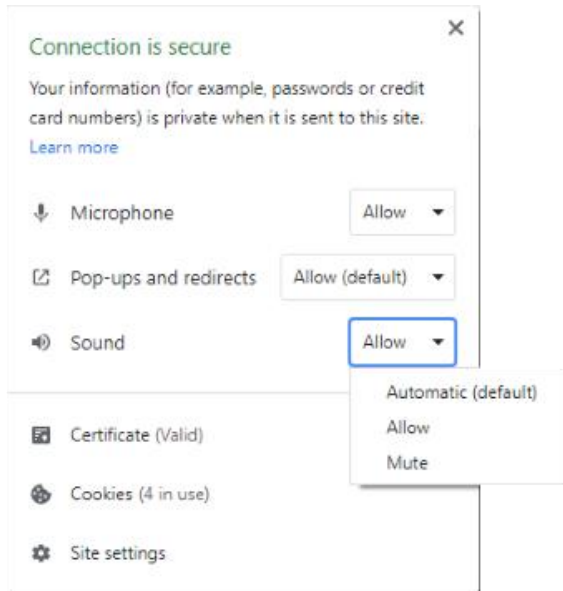 Connection is secure
Your information (for example, passwords or credit
card numbers) is private when it is sent to this site.
Learn more
Microphone
Allow
Pop-ups and redirects
Allow (default)
Sound
Allow
Automatic (default)
Allow
Mute
Certificate (Valid)
Cookies (4 in use)
Site settings